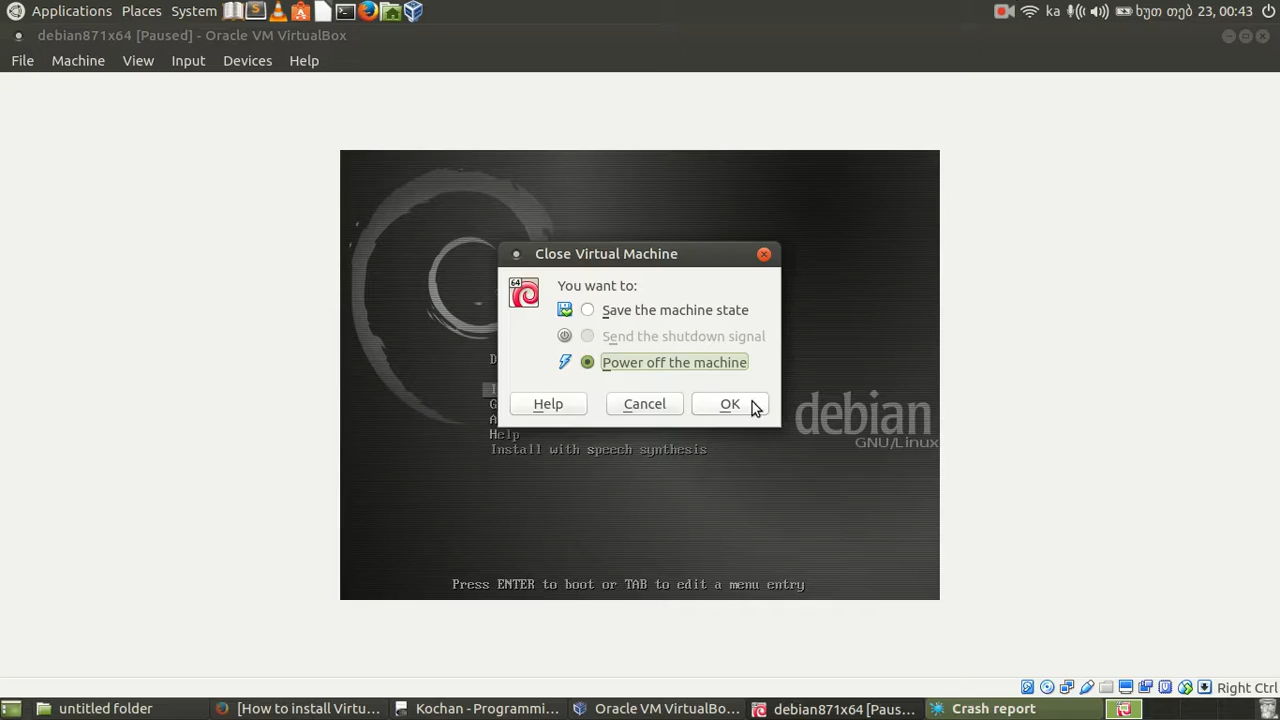 Applications Places System
ka
ხუთ თებ 23, 00:43
debian871x64 [Paused] - Oracle VM VirtualBox
File Machine View Input Devices Help
Close Virtual Machine
64
You want to:
Save the machine state
Send the shutdown signal
Power off the machine
Help Cancel OK
Help
Install with speech synthesis
debian
GNU/Linux
Press ENTER to boot or TAB to edit a menu entry
Right Ctrl
untitled folder
[How to install Virtu...
Kochan - Programmi...
Oracle VM VirtualBo...
debian871x64 [Paus...
Crash report